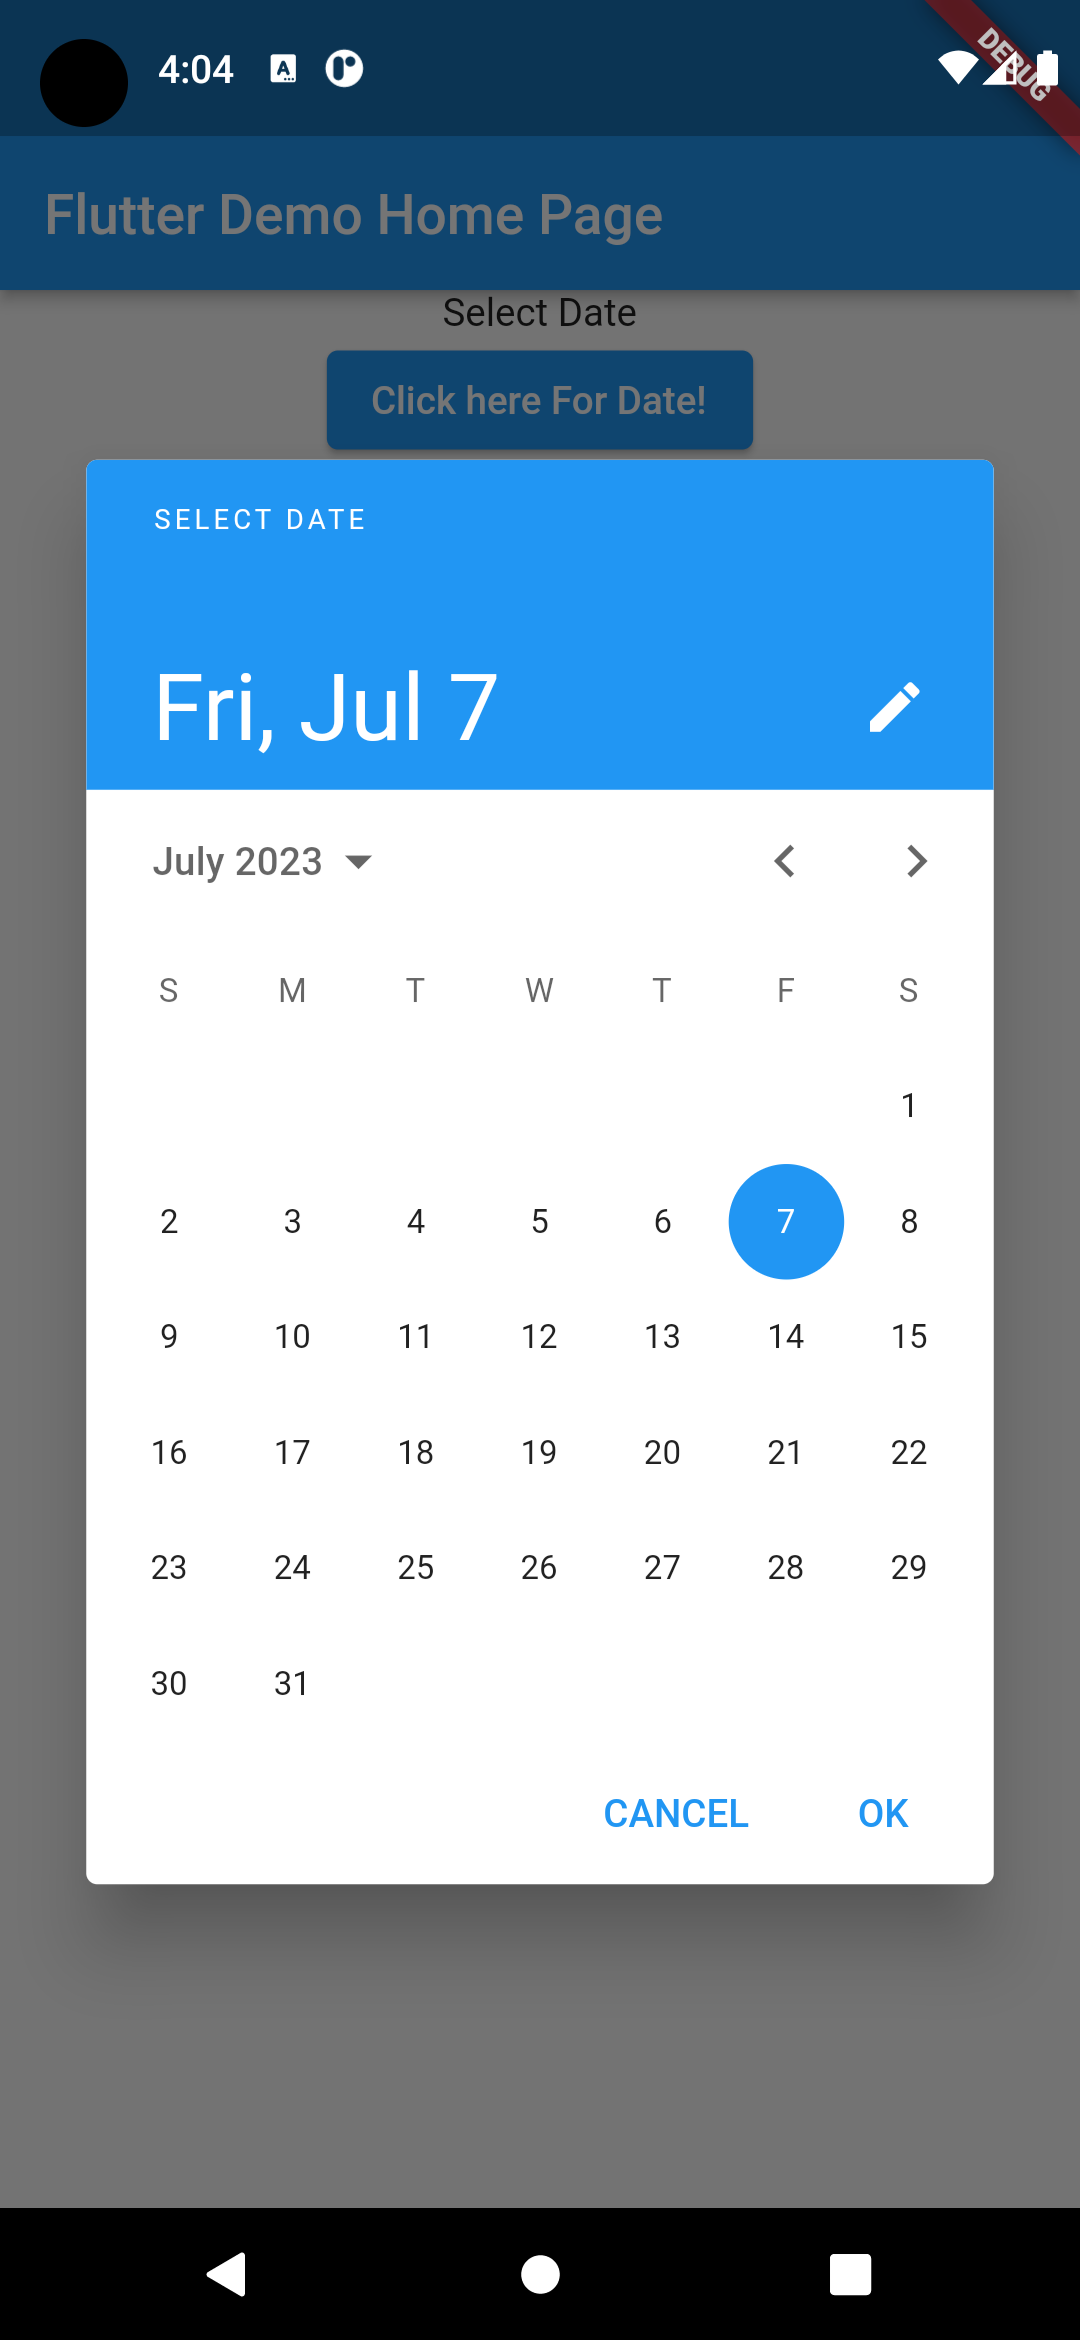 4:04
DEBUG
Flutter Demo Home Page
Select Date
Click here For Date!
SELECT DATE
Fri, Jul 7
July 2023
S M T W T F S
1
2 3 4 5 6 7 8
9 10 11 12 13 14 15
16 17 18 19 20 21 22
23 24 25 26 27 28 29
30 31
CANCEL OK